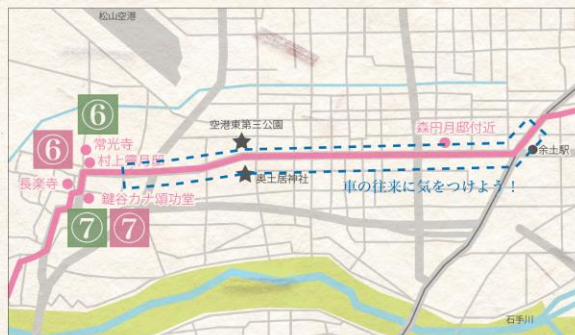 松山空港
空港東第三公園
森田月邸付近
⑥
常光寺
余土駅
⑥
村上霽月邸
長楽寺
奥土居神社
車の往来に気をつけよう！
鍵谷カナ頌功堂
⑦ ⑦
石手川